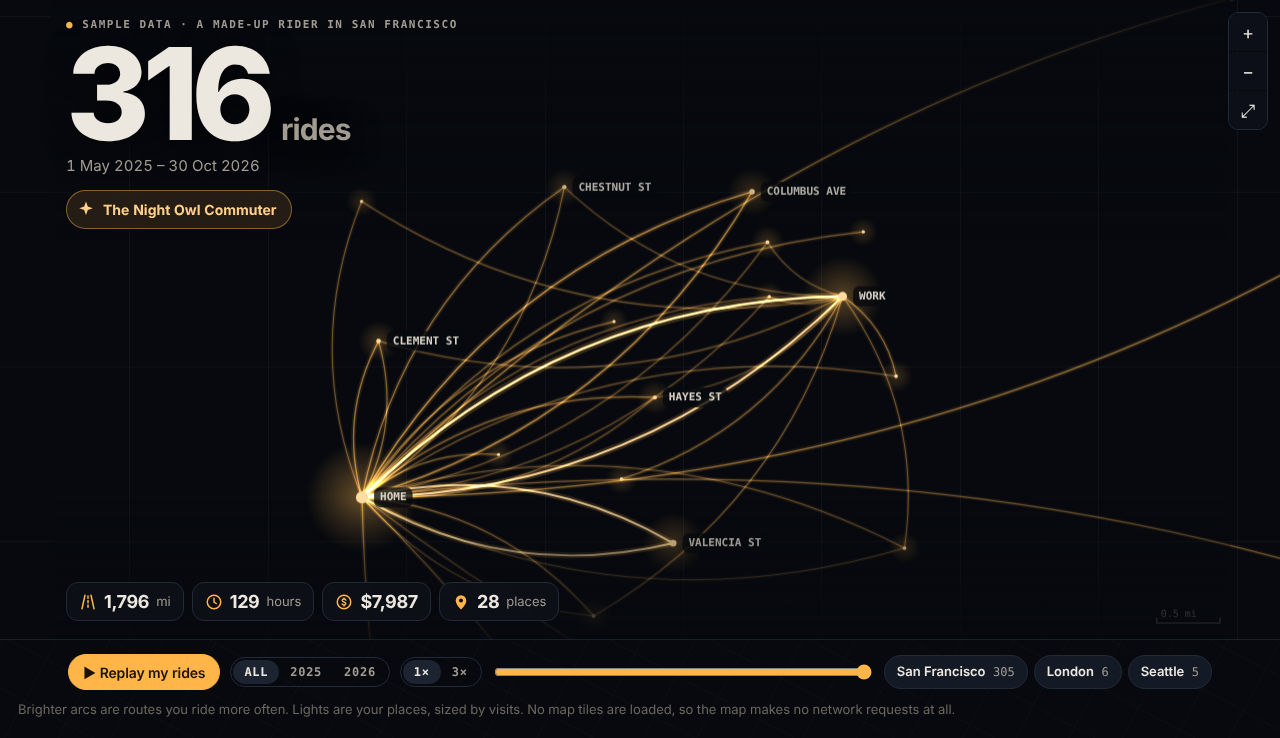 SAMPLE DATA · A MADE-UP RIDER IN SAN FRANCISCO
316 rides
1 May 2025 – 30 Oct 2026
The Night Owl Commuter
+
−
CHESTNUT ST
COLUMBUS AVE
WORK
CLEMENT ST
HAYES ST
HOME
VALENCIA ST
1,796 mi
129 hours
$7,987
28 places
0.5 mi
Replay my rides
ALL 2025 2026
1× 3×
San Francisco 305
London 6
Seattle 5
Brighter arcs are routes you ride more often. Lights are your places, sized by visits. No map tiles are loaded, so the map makes no network requests at all.